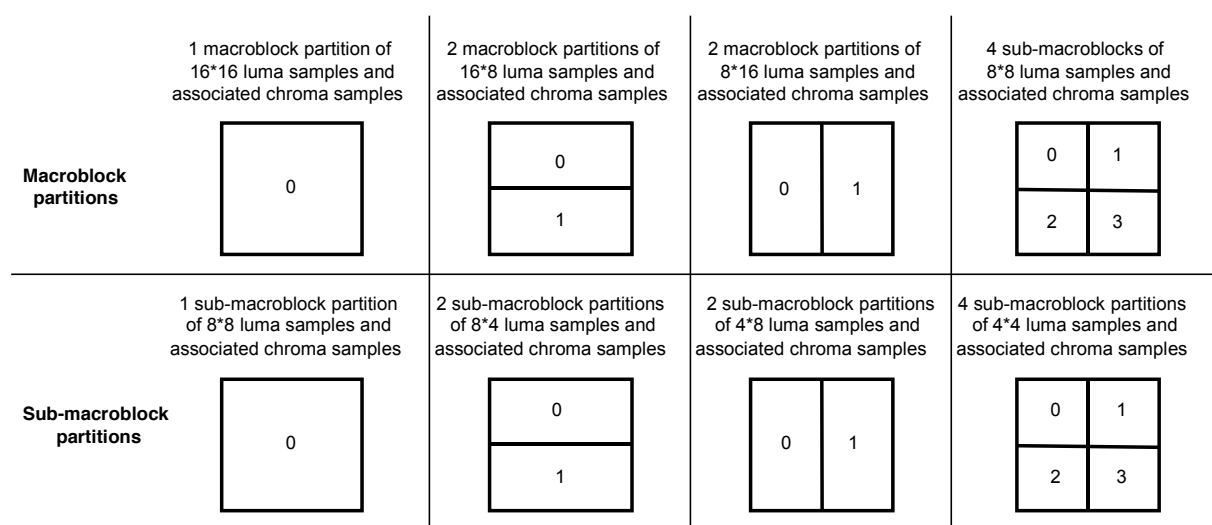 1 macroblock partition of
16*16 luma samples and
associated chroma samples
2 macroblock partitions of
16*8 luma samples and
associated chroma samples
2 macroblock partitions of
8*16 luma samples and
associated chroma samples
4 sub-macroblocks of
8*8 luma samples and
associated chroma samples
Macroblock
partitions
0
0
1
0 1
0 1
2 3
1 sub-macroblock partition
of 8*8 luma samples and
associated chroma samples
2 sub-macroblock partitions
of 8*4 luma samples and
associated chroma samples
2 sub-macroblock partitions
of 4*8 luma samples and
associated chroma samples
4 sub-macroblock partitions
of 4*4 luma samples and
associated chroma samples
Sub-macroblock
partitions
0
0
1
0 1
0 1
2 3